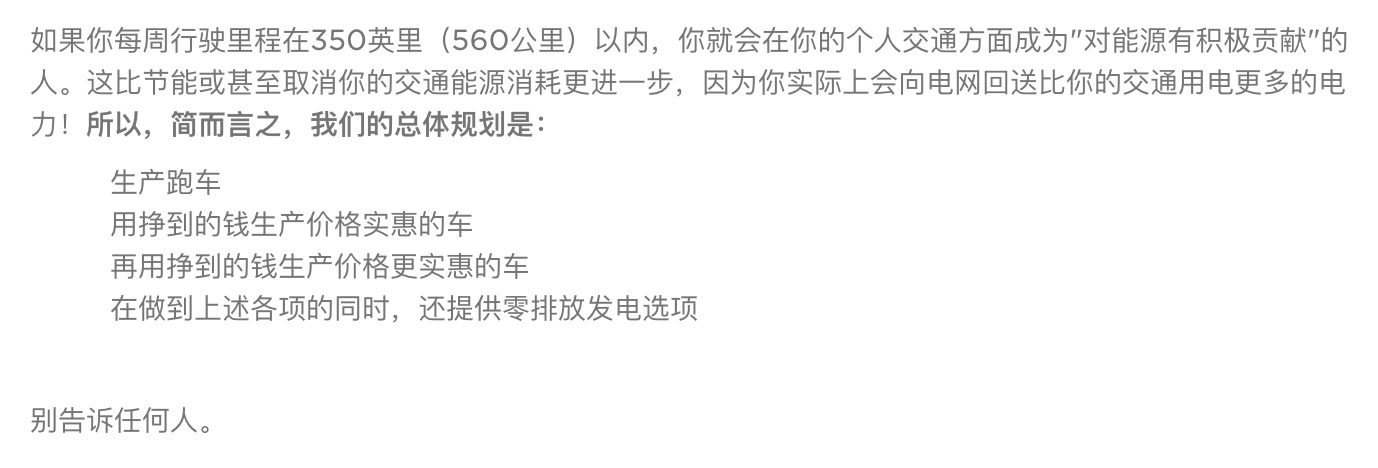 如果你每周行驶里程在350英里（560公里）以内，你就会在你的个人交通方面成为"对能源有积极贡献"的
人。这比节能或甚至取消你的交通能源消耗更进一步，因为你实际上会向电网回送比你的交通用电更多的电
力！所以，简而言之，我们的总体规划是：
生产跑车
用挣到的钱生产价格实惠的车
再用挣到的钱生产价格更实惠的车
在做到上述各项的同时，还提供零排放发电选项
别告诉任何人。